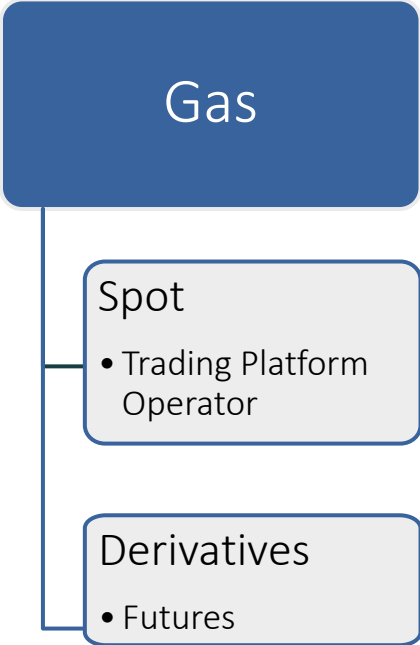 Gas
Spot
• Trading Platform
Operator
Derivatives
• Futures